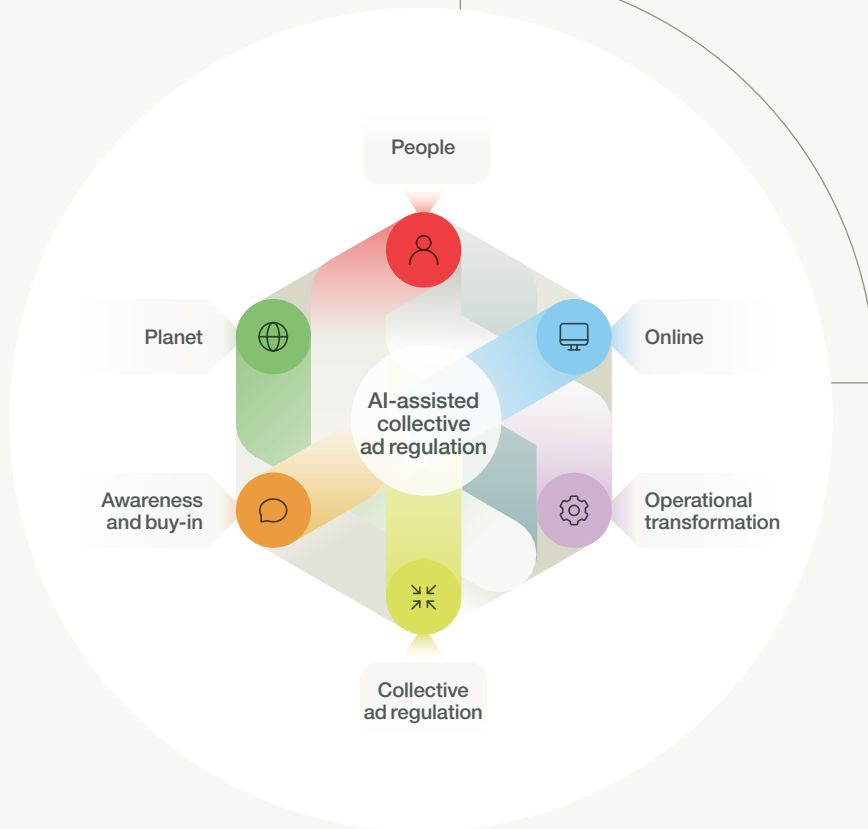 People
Planet
Online
AI-assisted
collective
ad regulation
Awareness
and buy-in
Operational
transformation
Collective
ad regulation